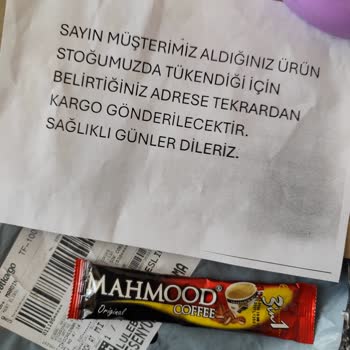 SAYIN MÜŞTERİMİZ ALDIĞINIZ ÜRÜN
STOĞUMUZDA TÜKENDİĞİ İÇİN
BELİRTİĞİNİZ ADRESE TEKRARDAN
KARGO GÖNDERİLECEKTİR.
SAĞLIKLI GÜNLER DİLERİZ.
MAHMOOD
COFFEE
Original
3in1